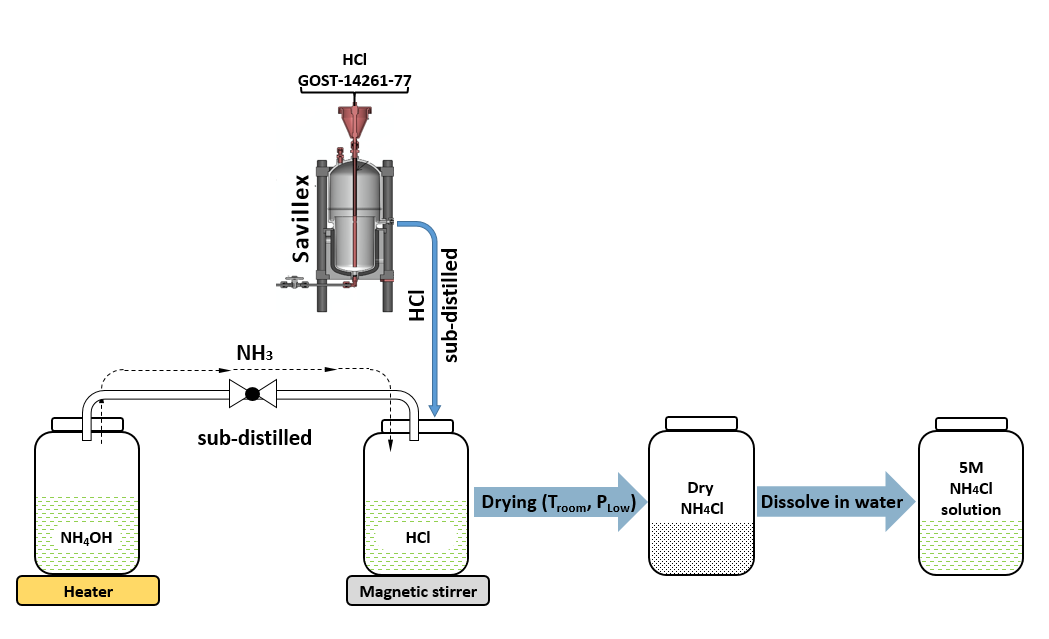 HCl
GOST-14261-77
Savillex
HCl
sub-distilled
NH₃
sub-distilled
NH₄OH
Heater
HCl
Magnetic stirrer
Drying (Troom, PLow)
Dry
NH₄Cl
Dissolve in water
5M
NH₄Cl
solution